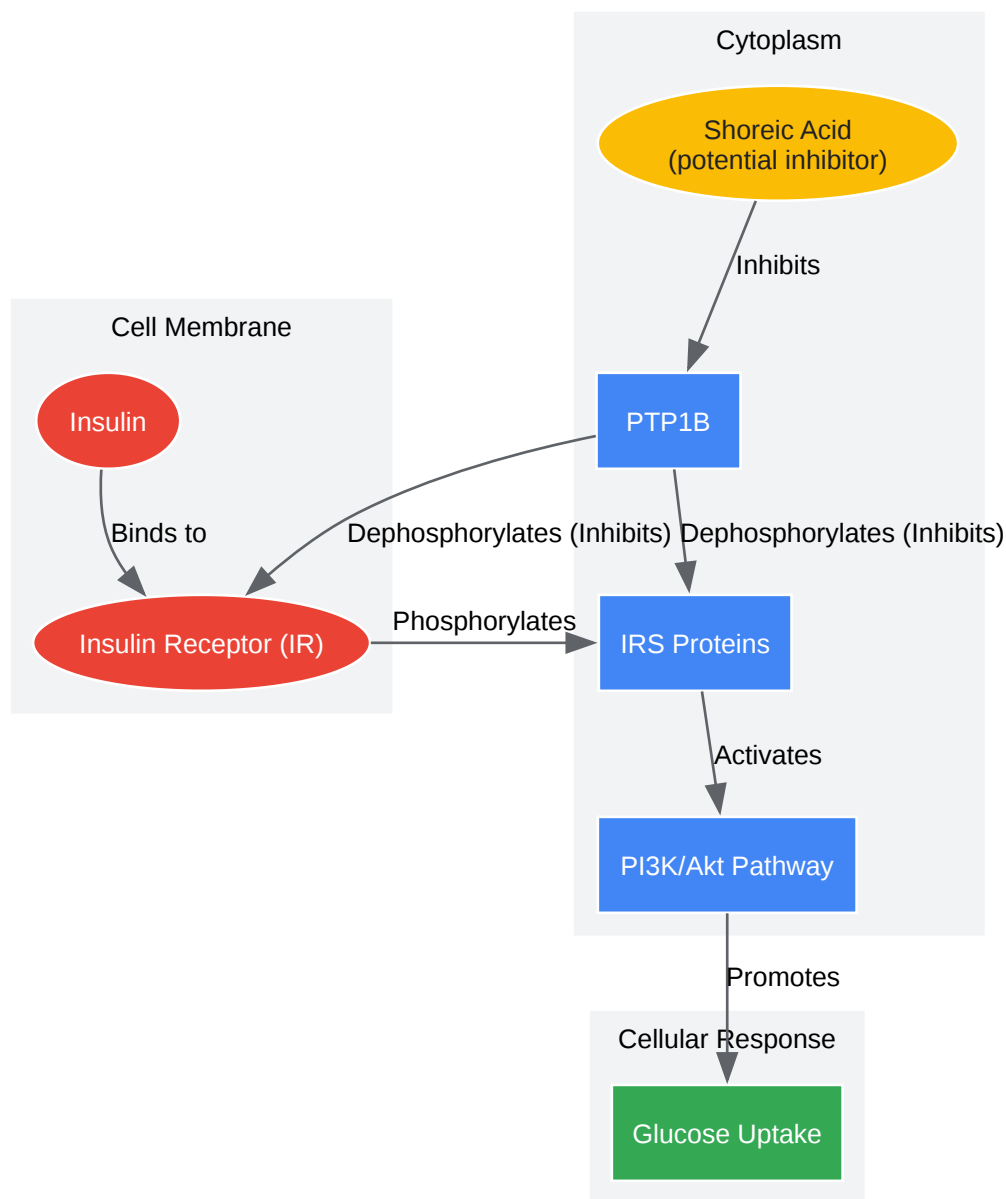 Cytoplasm
Shoreic Acid
(potential inhibitor)
Inhibits
Cell Membrane
Insulin
PTP1B
Binds to
Dephosphorylates (Inhibits)
Dephosphorylates (Inhibits)
Insulin Receptor (IR)
Phosphorylates
IRS Proteins
Activates
PI3K/Akt Pathway
Promotes
Cellular Response
Glucose Uptake